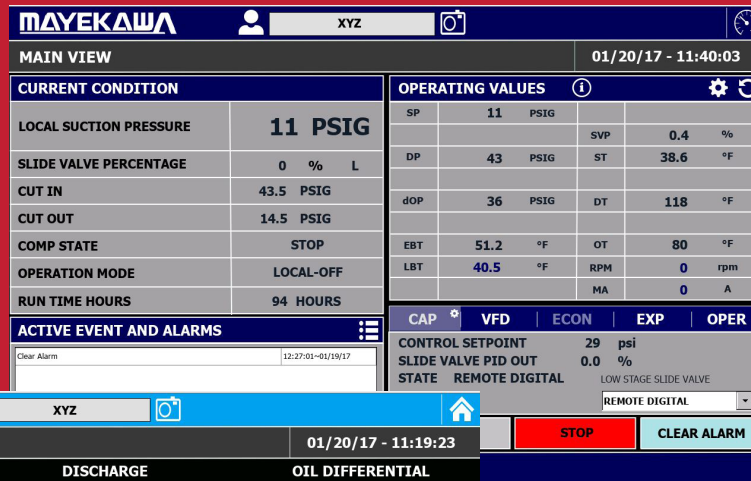 MAYEKAWA XYZ
MAIN VIEW 01/20/17 - 11:40:03
CURRENT CONDITION
LOCAL SUCTION PRESSURE 11 PSIG
SLIDE VALVE PERCENTAGE 0 % L
CUT IN 43.5 PSIG
CUT OUT 14.5 PSIG
COMP STATE STOP
OPERATION MODE LOCAL-OFF
RUN TIME HOURS 94 HOURS
ACTIVE EVENT AND ALARMS
Clear Alarm 12:27:01~01/19/17
OPERATING VALUES i
SP 11 PSIG
SVP 0.4 %
DP 43 PSIG ST 38.6 °F
dOP 36 PSIG DT 118 °F
EBT 51.2 °F OT 80 °F
LBT 40.5 °F RPM 0 rpm
MA 0 A
CAP VFD | ECON | EXP | OPER
CONTROL SETPOINT 29 psi
SLIDE VALVE PID OUT 0.0 %
STATE REMOTE DIGITAL LOW STAGE SLIDE VALVE
REMOTE DIGITAL
STOP CLEAR ALARM
XYZ
01/20/17 - 11:19:23
DISCHARGE OIL DIFFERENTIAL